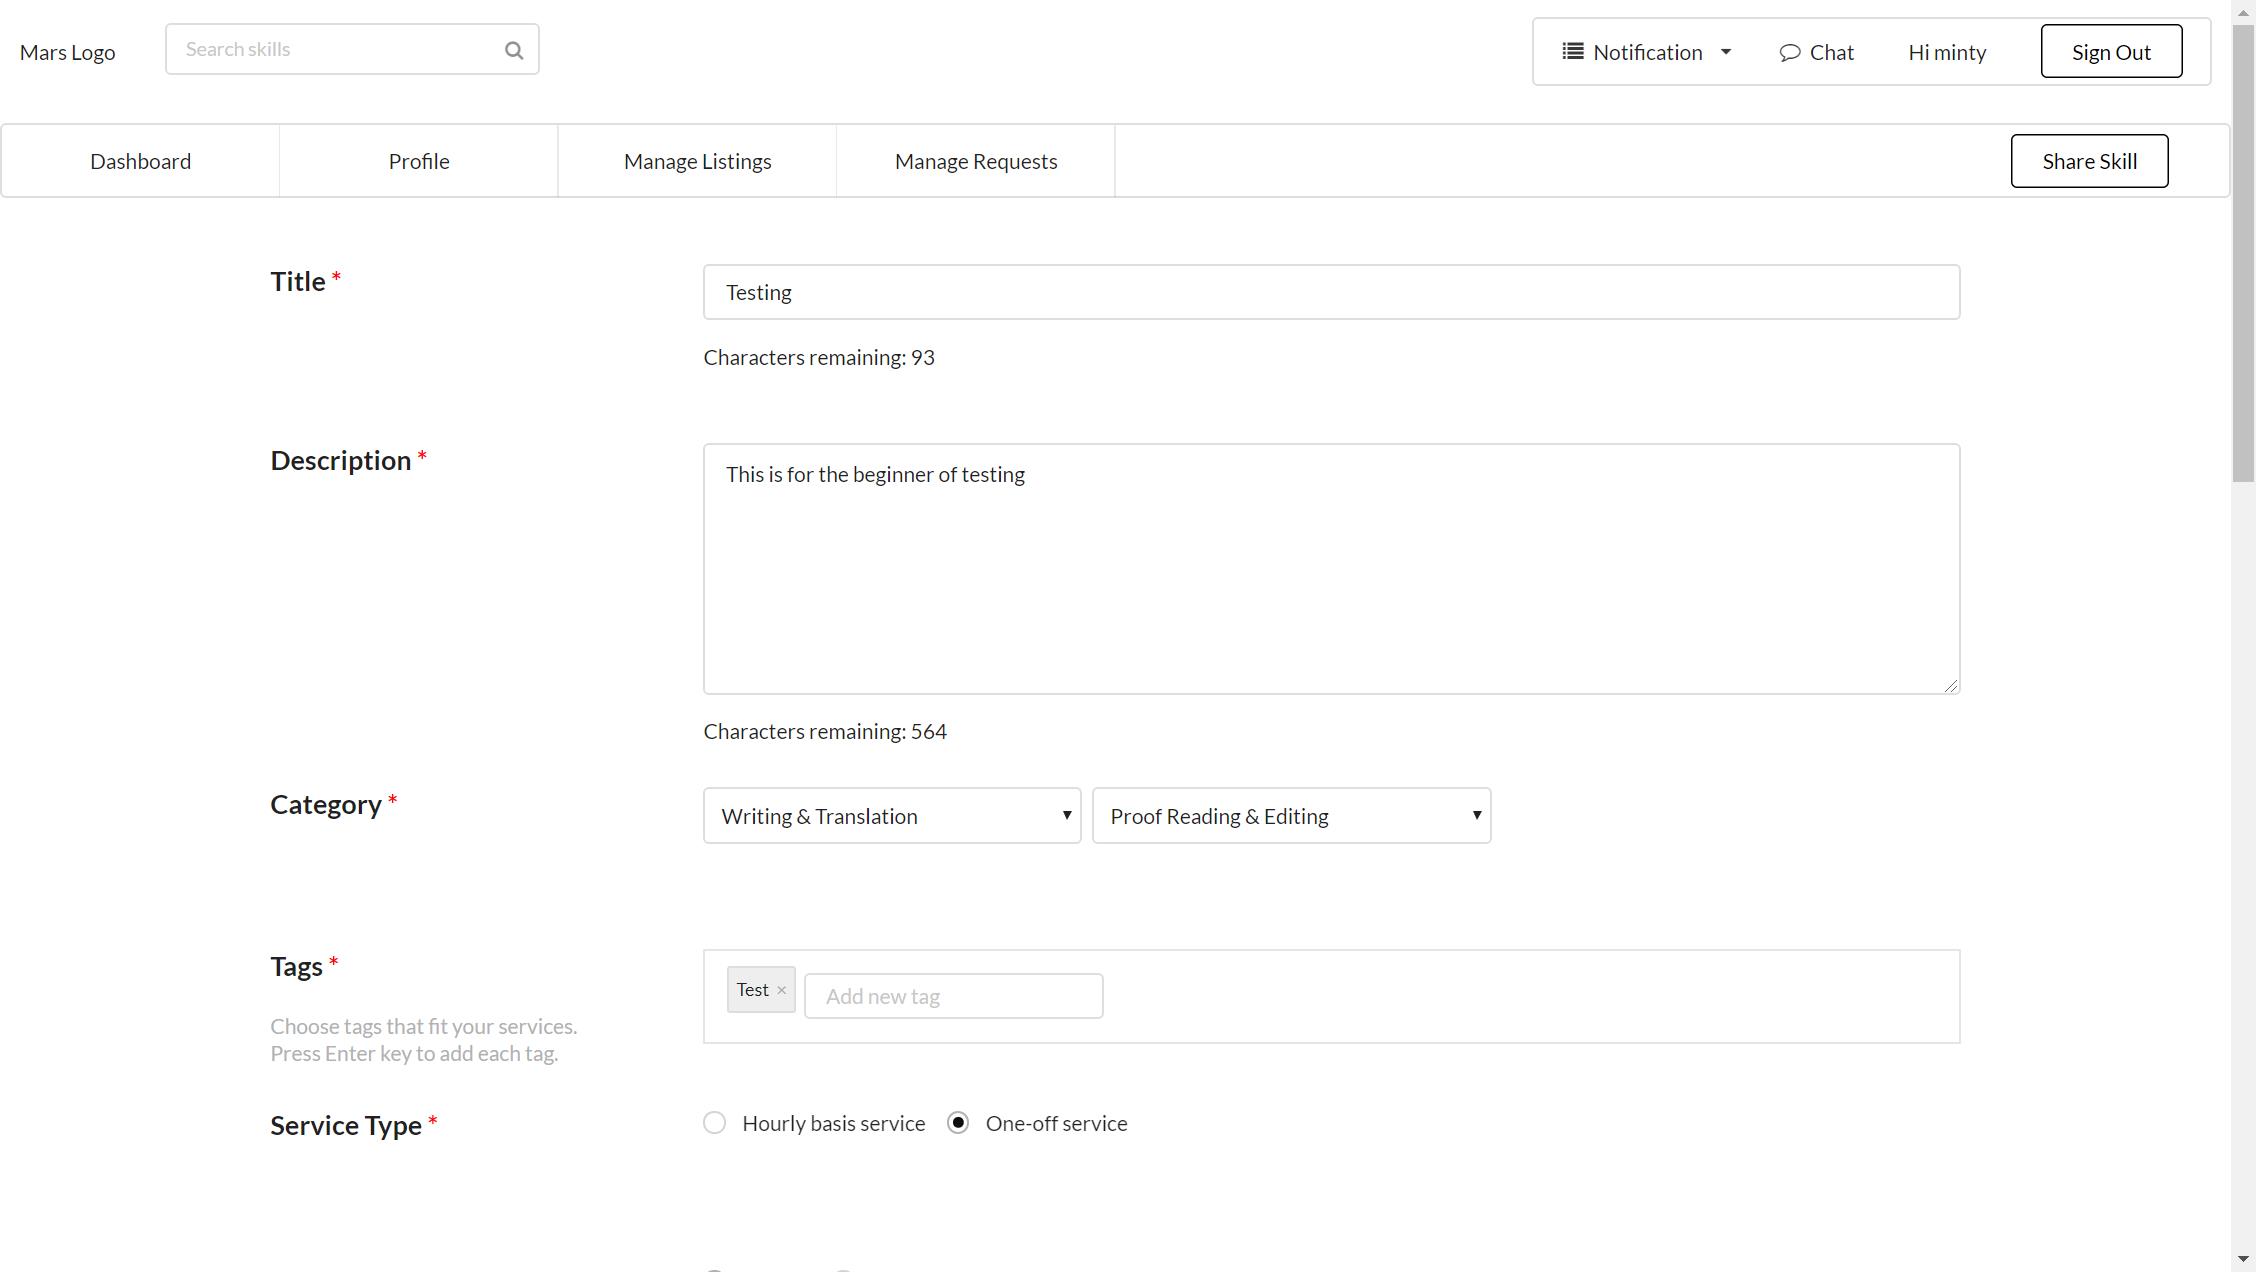 Mars Logo
Search skills
Notification
Chat
Hi minty
Sign Out
Dashboard
Profile
Manage Listings
Manage Requests
Share Skill
Title *
Testing
Characters remaining: 93
Description *
This is for the beginner of testing
Characters remaining: 564
Category *
Writing & Translation
Proof Reading & Editing
Tags *
Test ×
Add new tag
Choose tags that fit your services.
Press Enter key to add each tag.
Service Type *
Hourly basis service
One-off service